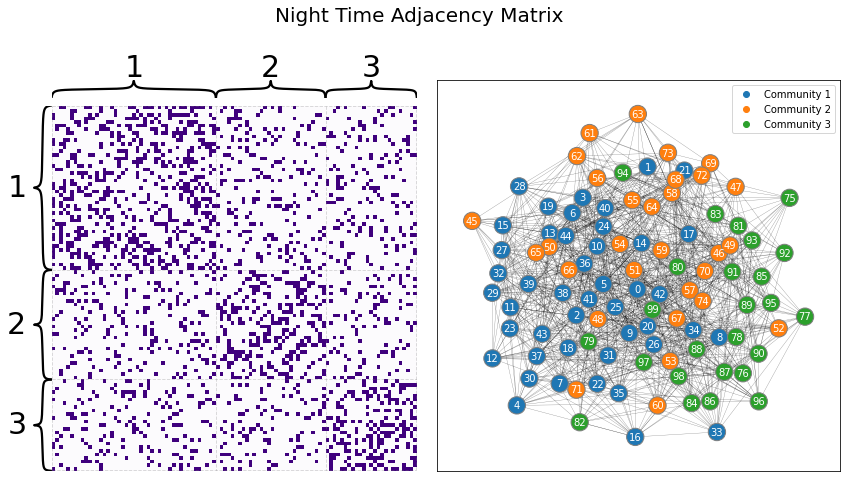 Night Time Adjacency Matrix
1 2 3
1
2
3
Community 1
Community 2
Community 3
63
61
62 73
94 1 21 69
56 68 72
28 58 47
3 55 75
19 6 40 64 83
45 15 24 81
13 44 17 93
50 10 54 14 49
27 65 59 46 92
66 36 51 80 70 91
32 85
39 5 0 57
29 38 41 42 74 89 95
11 25 99
2 48 67 77
23 20 34 52
43 9 8 78
79 26
18 88 90
12 37 31 97 53
98 87 76
30 7 22
71 35
4 60 84 86 96
82
16 33